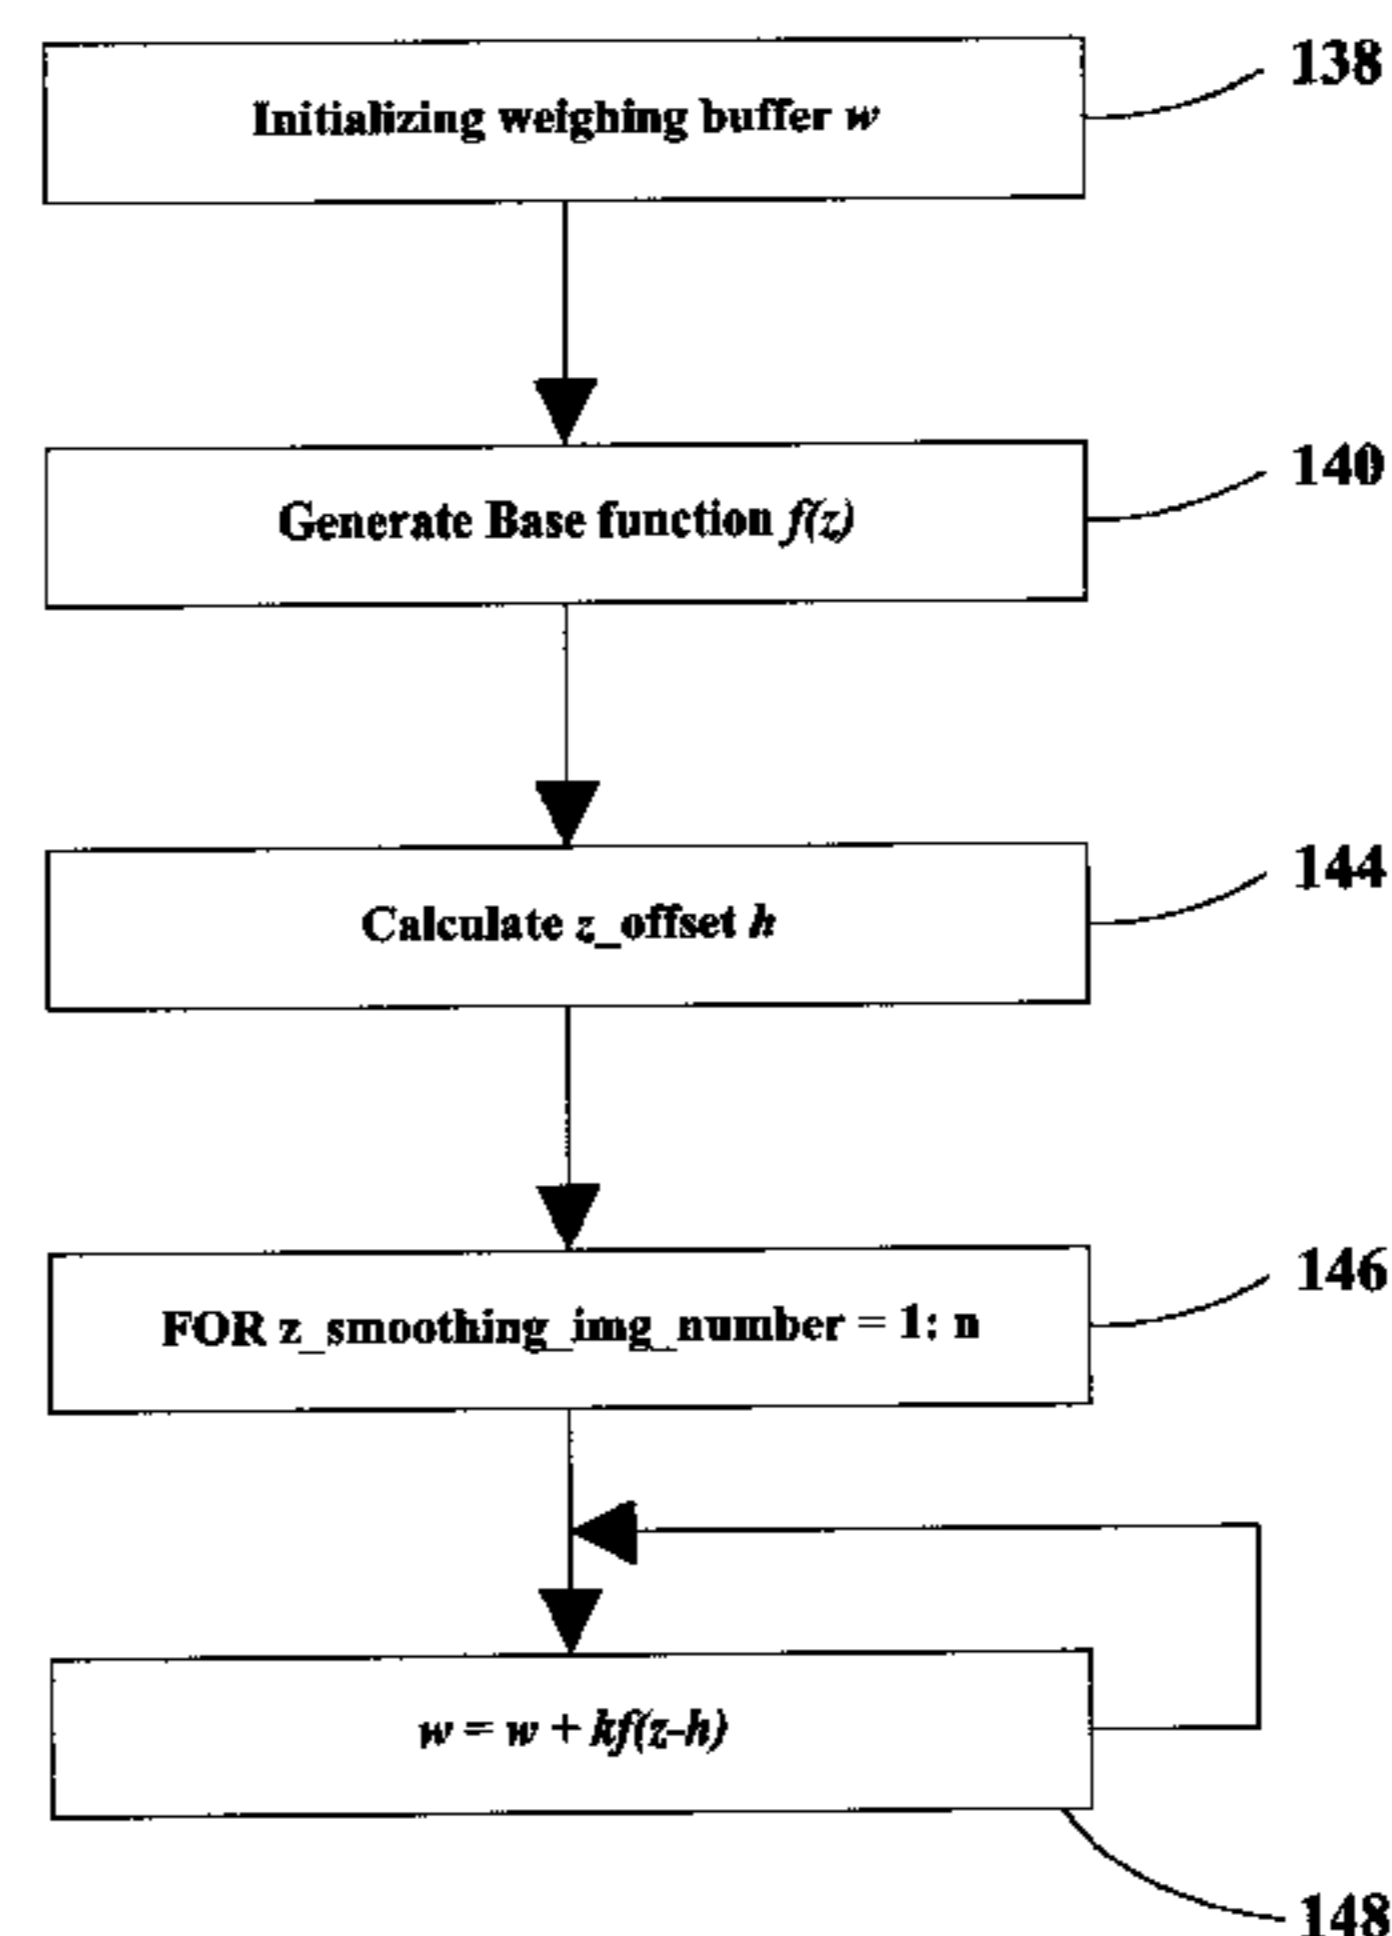 138
Initializing weighing buffer w
140
Generate Base function f(z)
144
Calculate z_offset h
146
FOR z_smoothing_img_number = 1: n
w = w + kf(z-h)
148